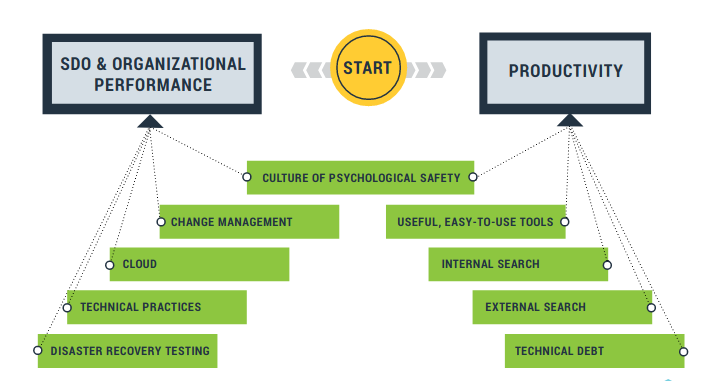 SDO & ORGANIZATIONAL
PERFORMANCE
START
PRODUCTIVITY
CULTURE OF PSYCHOLOGICAL SAFETY
CHANGE MANAGEMENT
USEFUL, EASY-TO-USE TOOLS
CLOUD
INTERNAL SEARCH
TECHNICAL PRACTICES
EXTERNAL SEARCH
DISASTER RECOVERY TESTING
TECHNICAL DEBT